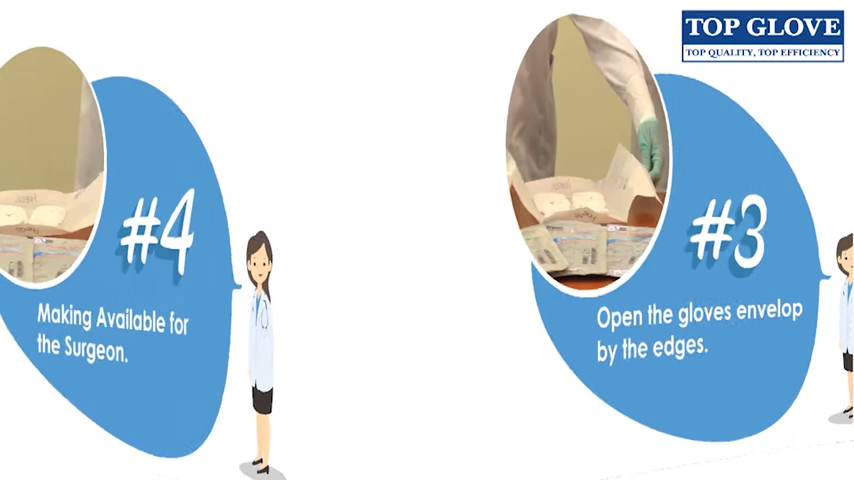 TOP GLOVE
TOP QUALITY, TOP EFFICIENCY
#4
Making Available for
the Surgeon.
#3
Open the gloves envelop
by the edges.